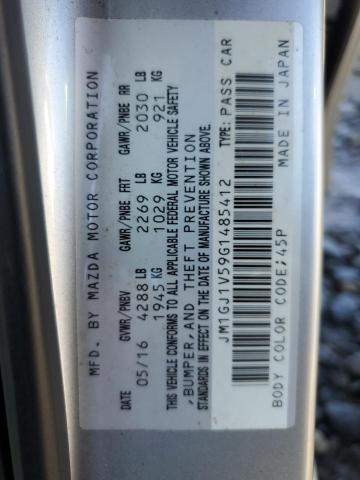 MFD. BY MAZDA MOTOR CORPORATION
DATE GVWR/PNBV GAWR/PNBE FRT GAWR/PNBE RR
05/16 4288 LB 2269 LB 2030 LB
1945 KG 1029 KG 921 KG
THIS VEHICLE CONFORMS TO ALL APPLICABLE FEDERAL MOTOR VEHICLE SAFETY
,BUMPER,AND THEFT PREVENTION
STANDARDS IN EFFECT ON THE DATE OF MANUFACTURE SHOWN ABOVE.
JM1GJ1V59G1485412 TYPE: PASS CAR
BODY COLOR CODE;45P MADE IN JAPAN